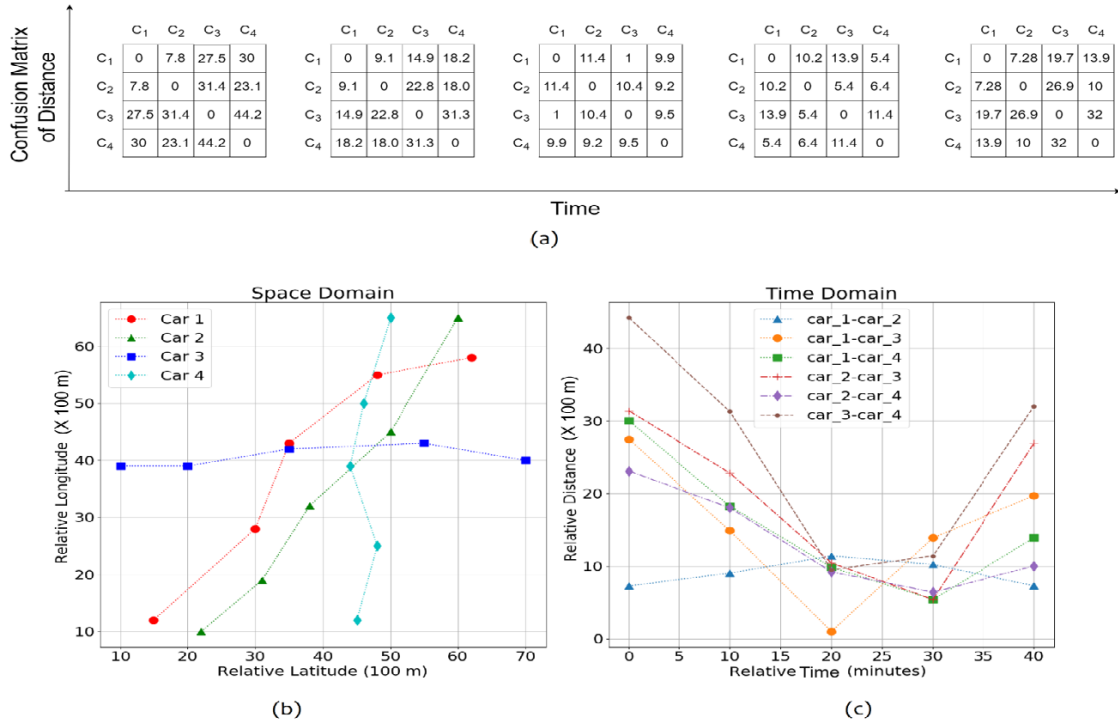 Confusion Matrix
of Distance
C1 C2 C3 C4
C1 0 7.8 27.5 30
C2 7.8 0 31.4 23.1
C3 27.5 31.4 0 44.2
C4 30 23.1 44.2 0
C1 C2 C3 C4
C1 0 9.1 14.9 18.2
C2 9.1 0 22.8 18.0
C3 14.9 22.8 0 31.3
C4 18.2 18.0 31.3 0
C1 C2 C3 C4
C1 0 11.4 1 9.9
C2 11.4 0 10.4 9.2
C3 1 10.4 0 9.5
C4 9.9 9.2 9.5 0
C1 C2 C3 C4
C1 0 10.2 13.9 5.4
C2 10.2 0 5.4 6.4
C3 13.9 5.4 0 11.4
C4 5.4 6.4 11.4 0
C1 C2 C3 C4
C1 0 7.28 19.7 13.9
C2 7.28 0 26.9 10
C3 19.7 26.9 0 32
C4 13.9 10 32 0
Time
(a)
Space Domain
Car 1
Car 2
Car 3
Car 4
Relative Longitude (X 100 m)
60
50
40
30
20
10
10 20 30 40 50 60 70
Relative Latitude (100 m)
(b)
Time Domain
car_1-car_2
car_1-car_3
car_1-car_4
car_2-car_3
car_2-car_4
car_3-car_4
Relative Distance (X 100 m)
40
30
20
10
0
0 5 10 15 20 25 30 35 40
Relative Time (minutes)
(c)